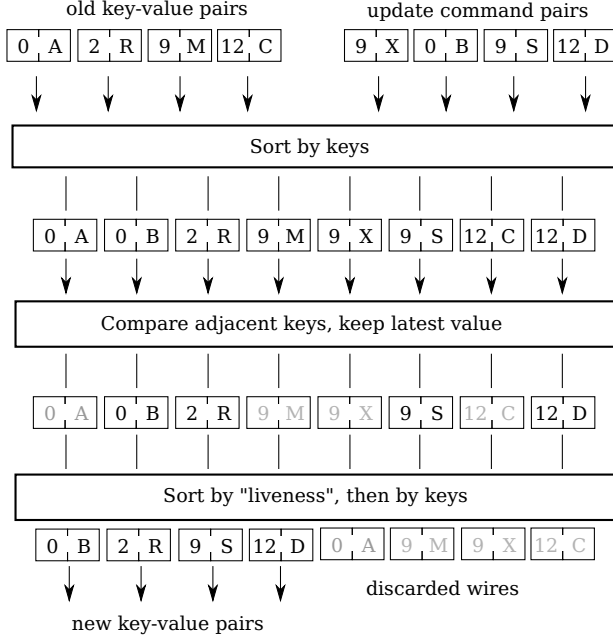 old key-value pairs
update command pairs
0 A 2 R 9 M 12 C 9 X 0 B 9 S 12 D
Sort by keys
0 A 0 B 2 R 9 M 9 X 9 S 12 C 12 D
Compare adjacent keys, keep latest value
0 A 0 B 2 R 9 M 9 X 9 S 12 C 12 D
Sort by "liveness", then by keys
0 B 2 R 9 S 12 D 0 A 9 M 9 X 12 C
discarded wires
new key-value pairs